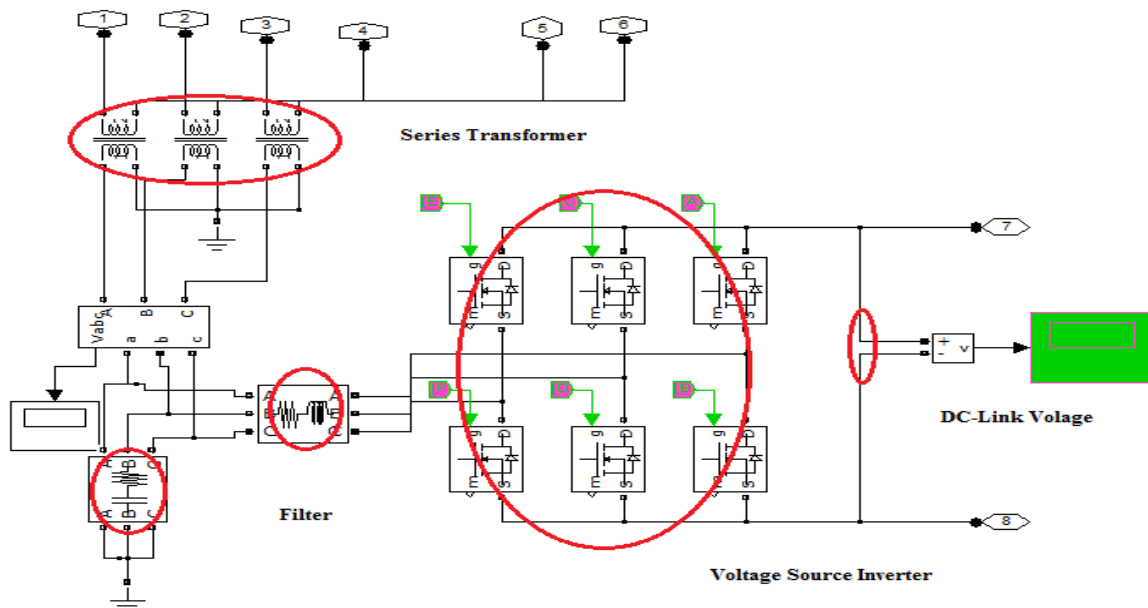 1 2 3 4 5 6
Series Transformer
A
g D
g D
g D
m S
m S
m S
7
A B C
Vabc a b c
+
-
v
DC-Link Volage
A B C
A B C
g D
g D
g D
m S
m S
m S
A B C
A B C
Filter
8
Voltage Source Inverter